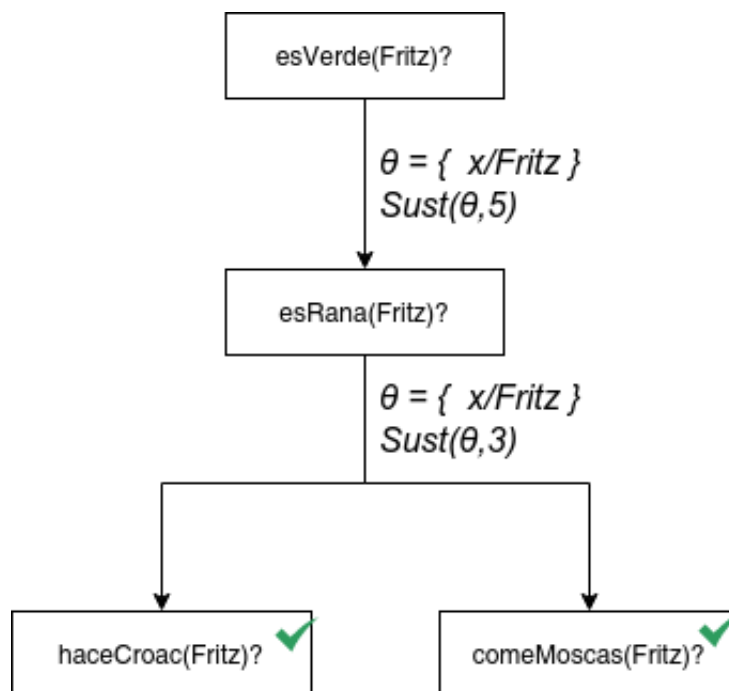 esVerde(Fritz)?
θ = { x/Fritz }
Sust(θ,5)
esRana(Fritz)?
θ = { x/Fritz }
Sust(θ,3)
haceCroac(Fritz)?
comeMoscas(Fritz)?